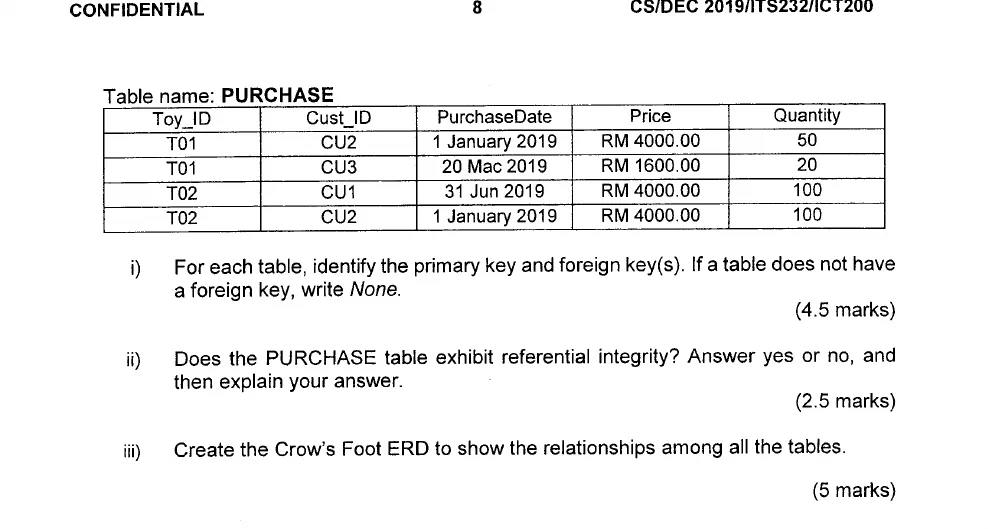 CONFIDENTIAL 8 CS/DEC 2019/ITS232/ICT200
Table name: PURCHASE
Toy_ID Cust_ID PurchaseDate Price Quantity
T01 CU2 1 January 2019 RM 4000.00 50
T01 CU3 20 Mac 2019 RM 1600.00 20
T02 CU1 31 Jun 2019 RM 4000.00 100
T02 CU2 1 January 2019 RM 4000.00 100
i) For each table, identify the primary key and foreign key(s). If a table does not have
a foreign key, write None.
(4.5 marks)
ii) Does the PURCHASE table exhibit referential integrity? Answer yes or no, and
then explain your answer.
(2.5 marks)
iii) Create the Crow's Foot ERD to show the relationships among all the tables.
(5 marks)